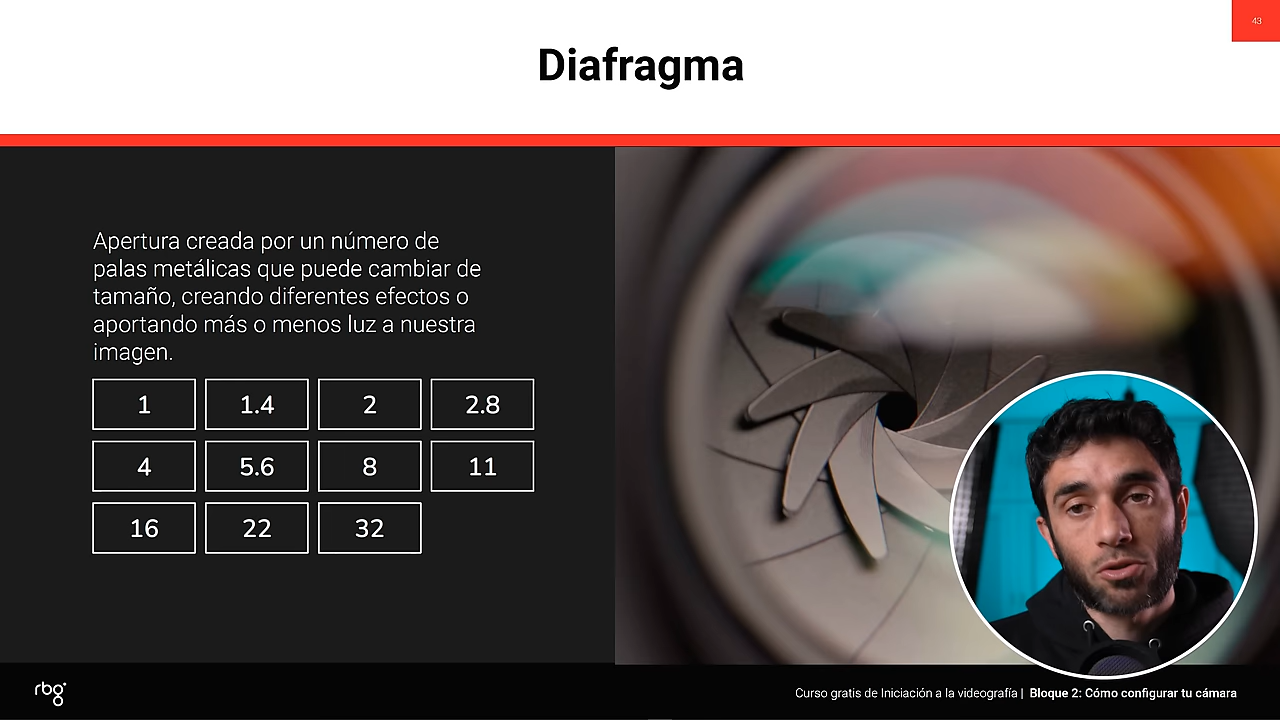 43
Diafragma
Apertura creada por un número de
palas metálicas que puede cambiar de
tamaño, creando diferentes efectos o
aportando más o menos luz a nuestra
imagen.
1 1.4 2 2.8
4 5.6 8 11
16 22 32
rbg
Curso gratis de Iniciación a la videografía | Bloque 2: Cómo configurar tu cámara